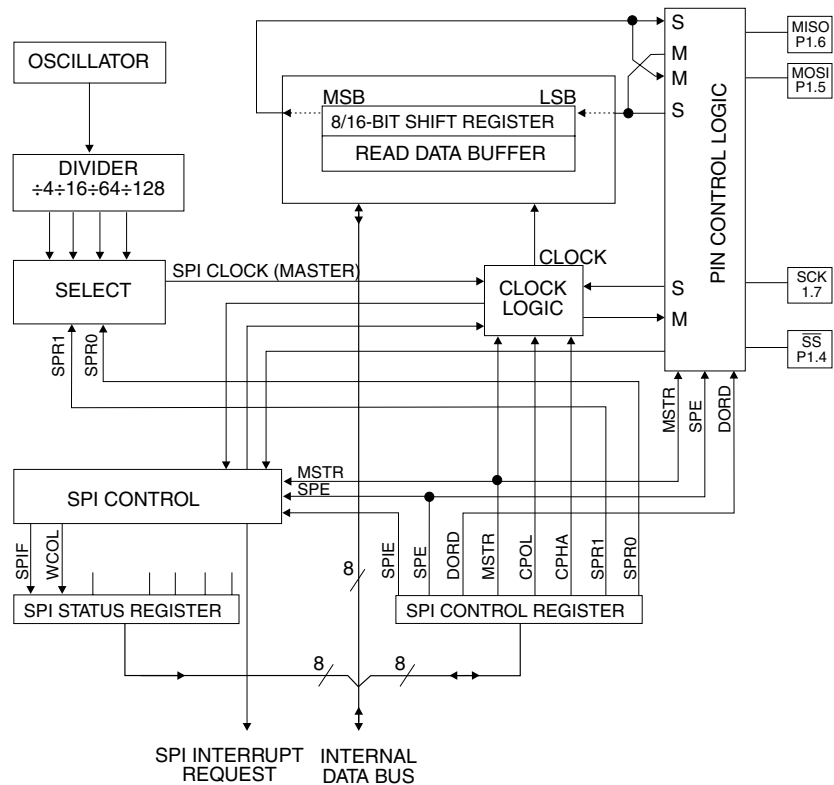 OSCILLATOR
DIVIDER
÷4÷16÷64÷128
SELECT
SPR1
SPR0
SPI CLOCK (MASTER)
MSB
LSB
8/16-BIT SHIFT REGISTER
READ DATA BUFFER
CLOCK
CLOCK
LOGIC
S
M
M
S
S
M
PIN CONTROL LOGIC
MISO
P1.6
MOSI
P1.5
SCK
1.7
SS
P1.4
MSTR
SPE
DORD
SPI CONTROL
MSTR
SPE
SPIF
WCOL
SPI STATUS REGISTER
8
SPIE
SPE
DORD
MSTR
CPOL
CPHA
SPR1
SPR0
SPI CONTROL REGISTER
8
8
SPI INTERRUPT
REQUEST
INTERNAL
DATA BUS